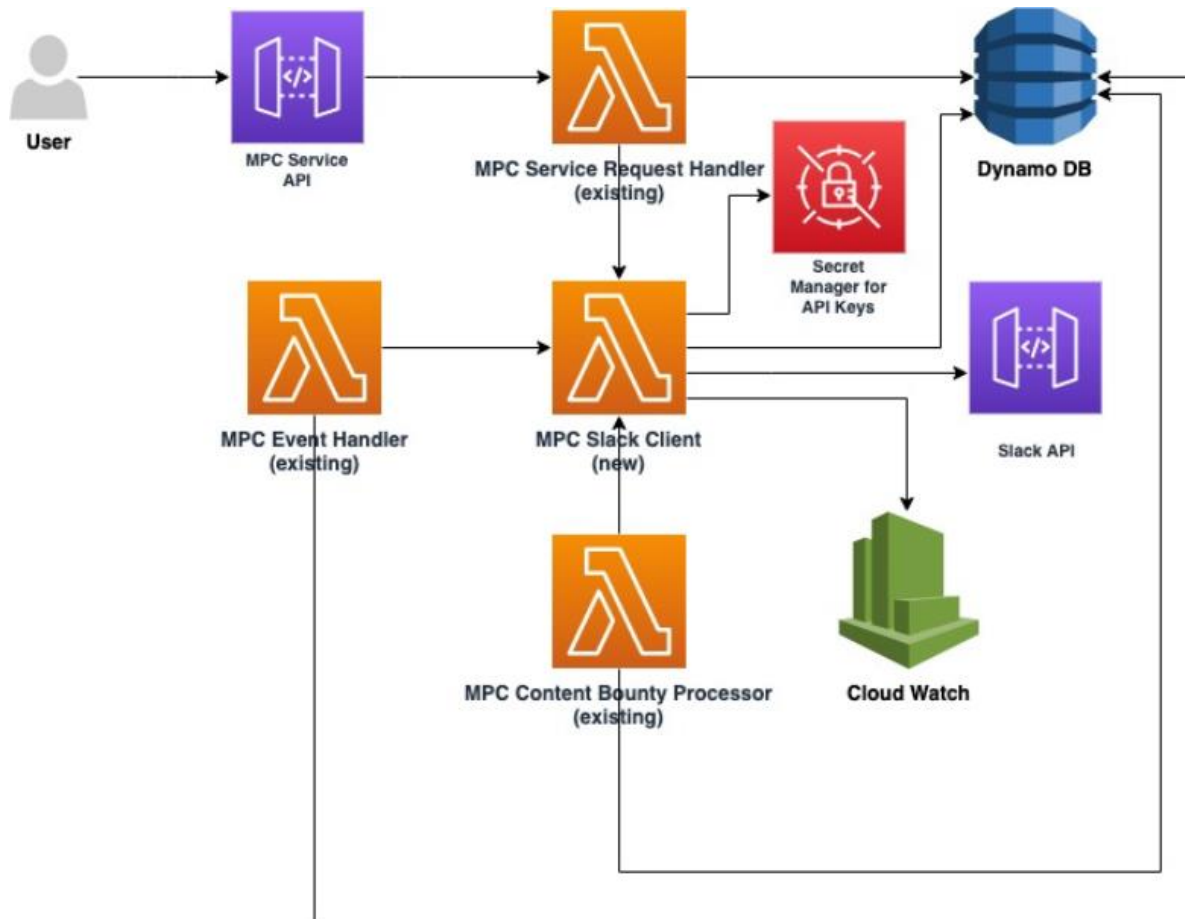 User
MPC Service
API
MPC Service Request Handler
(existing)
Dynamo DB
Secret
Manager for
API Keys
MPC Event Handler
(existing)
MPC Slack Client
(new)
Slack API
MPC Content Bounty Processor
(existing)
Cloud Watch